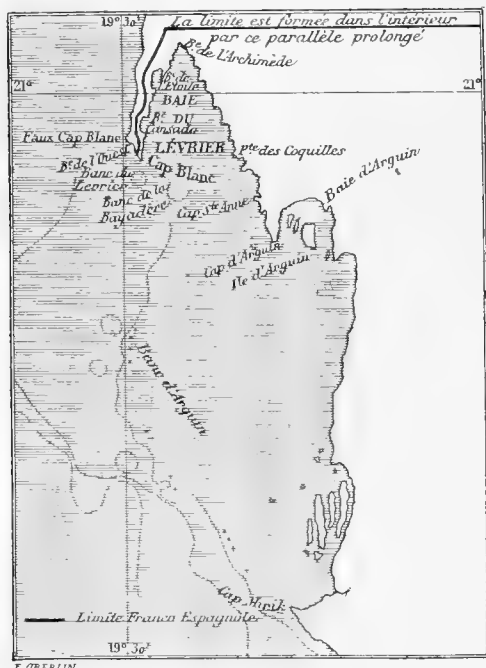 19° 30'
La limite est formée dans l'intérieur
par ce parallèle prolongé
Be de l'Archimède
21°
21°
Be de
l'Etoile
BAIE
Be DU
Cansado
Faux Cap Blanc
LÉVRIER
Pte des Coquilles
Be de l'Ouest
Cap Blanc
Banc du
Levrier
Banc de la
Bayadère
Cap Ste Anne
Baie d'Arguin
Cap d'Arguin
Ile d'Arguin
Banc d'Arguin
Cap Mirik
Limite Franco Espagnole
19° 30'
F. OBERLIN